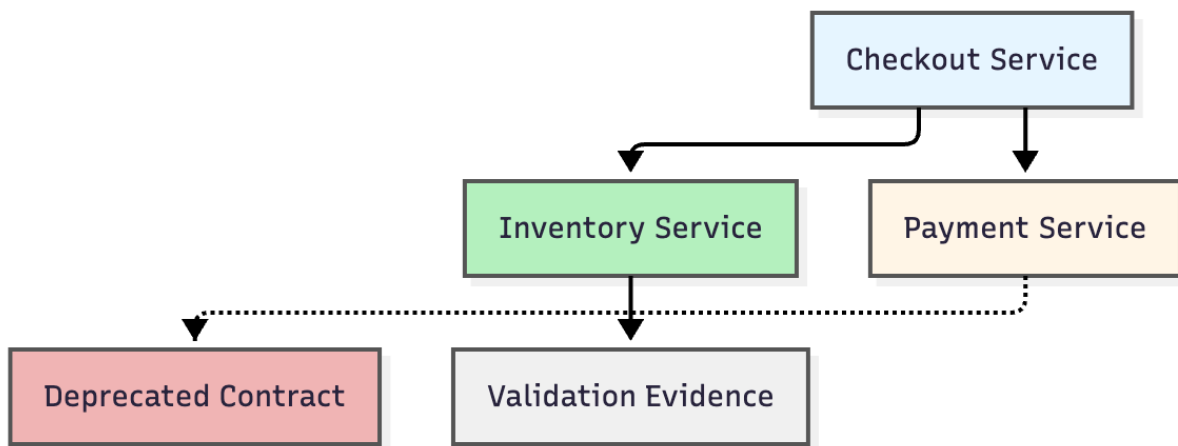 Checkout Service
Inventory Service
Payment Service
Deprecated Contract
Validation Evidence